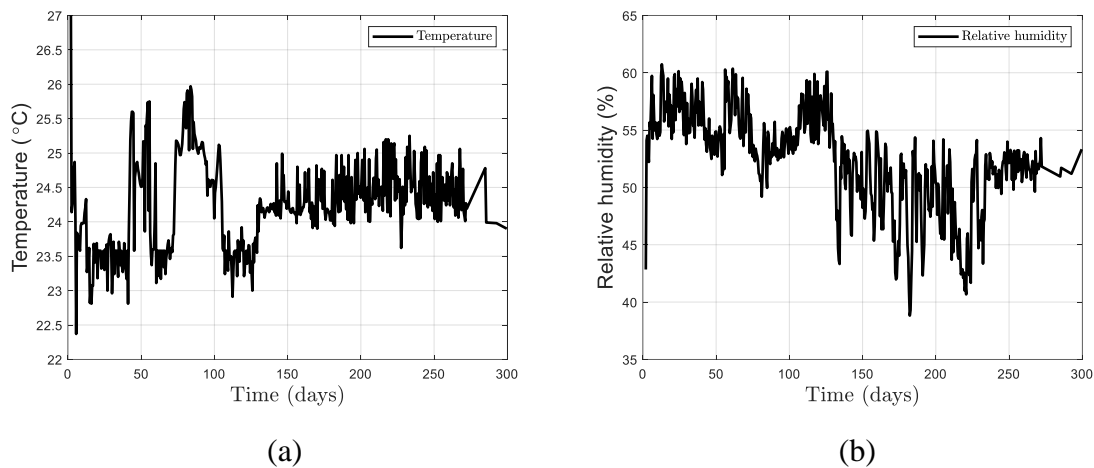 27
26.5
26
25.5
25
24.5
24
23.5
23
22.5
22
0 50 100 150 200 250 300
Temperature (°C)
Time (days)
Temperature
(a)
65
60
55
50
45
40
35
0 50 100 150 200 250 300
Relative humidity (%)
Time (days)
Relative humidity
(b)